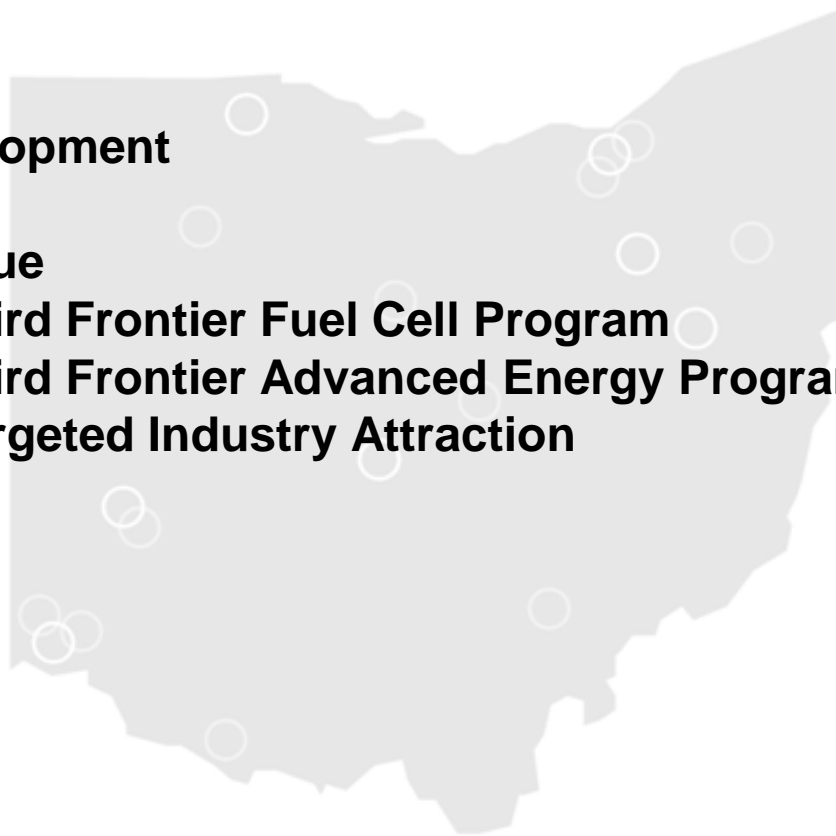 opment
ue
ird Frontier Fuel Cell Program
ird Frontier Advanced Energy Progra
rgeted Industry Attraction